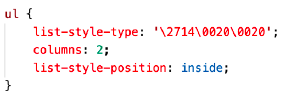 ul {
list-style-type: '\2714\0020\0020';
columns: 2;
list-style-position: inside;
}